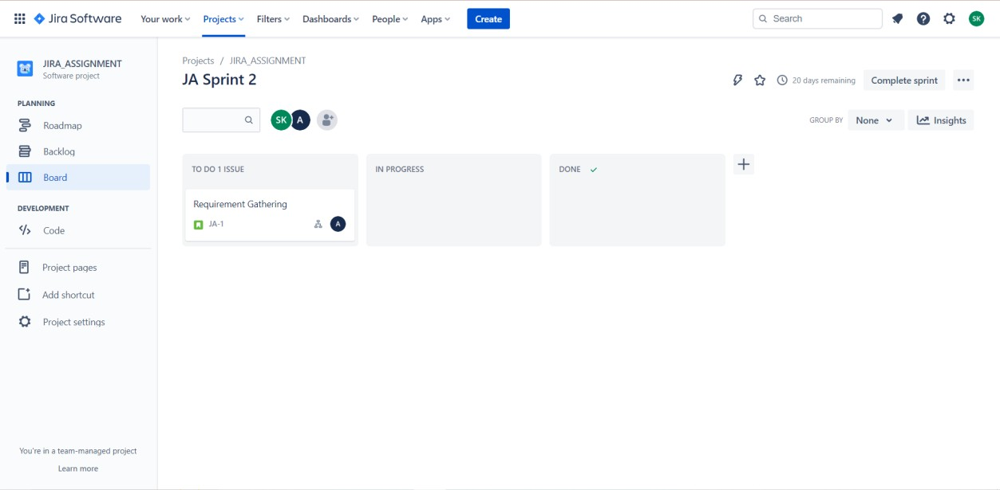 Jira Software Your work Projects Filters Dashboards People Apps Create Search SK
JIRA_ASSIGNMENT
Software project
PLANNING
Roadmap
Backlog
Board
DEVELOPMENT
Code
Project pages
Add shortcut
Project settings
You're in a team-managed project
Learn more
Projects / JIRA_ASSIGNMENT
JA Sprint 2
20 days remaining Complete sprint
SK A
GROUP BY None Insights
TO DO 1 ISSUE
Requirement Gathering
JA-1 A
IN PROGRESS
DONE